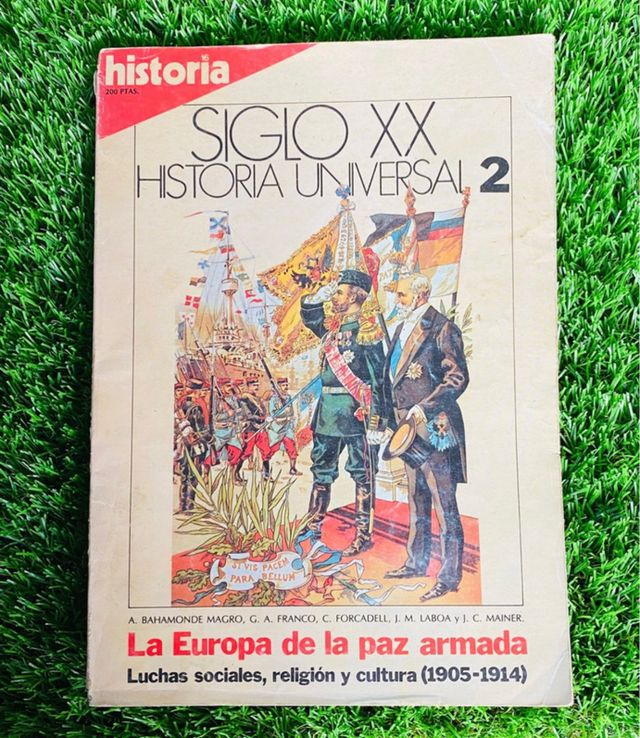 16
historia
200 PTAS.
SIGLO XX
HISTORIA UNIVERSAL 2
SI VIS PACEM
PARA BELLUM
A. BAHAMONDE MAGRO, G. A. FRANCO, C. FORCADELL, J. M. LABOA y J. C. MAINER.
La Europa de la paz armada
Luchas sociales, religión y cultura (1905-1914)